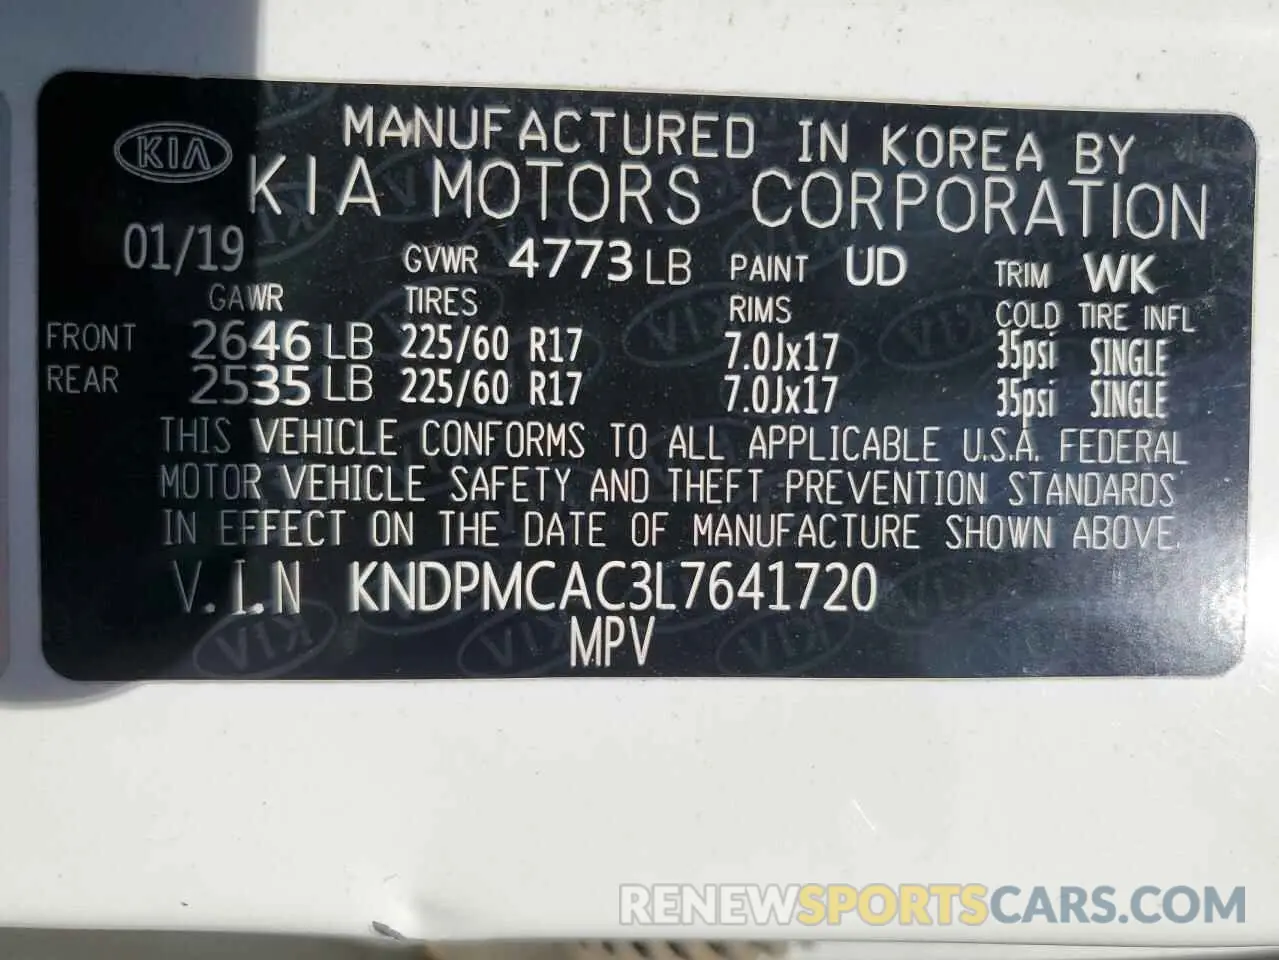 KIA MANUFACTURED IN KOREA BY
KIA MOTORS CORPORATION
01/19 GVWR 4773 LB PAINT UD TRIM WK
GAWR TIRES RIMS COLD TIRE INFL
FRONT 2646 LB 225/60 R17 7.0Jx17 35psi SINGLE
REAR 2535 LB 225/60 R17 7.0Jx17 35psi SINGLE
THIS VEHICLE CONFORMS TO ALL APPLICABLE U.S.A. FEDERAL
MOTOR VEHICLE SAFETY AND THEFT PREVENTION STANDARDS
IN EFFECT ON THE DATE OF MANUFACTURE SHOWN ABOVE.
V.I.N KNDPMCAC3L7641720
MPV
RENEWSPORTSCARS.COM